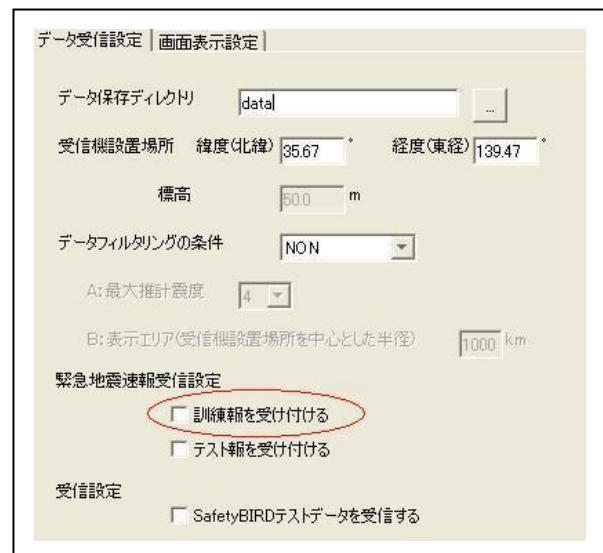 データ受信設定 画面表示設定
データ保存ディレクトリ data ...
受信機設置場所 緯度(北緯) 35.67 ° 経度(東経) 139.47 °
標高 50.0 m
データフィルタリングの条件 NON
A:最大推計震度 4
B:表示エリア(受信機設置場所を中心とした半径) 1000 km
緊急地震速報受信設定
訓練報を受け付ける
テスト報を受け付ける
受信設定
SafetyBIRDテストデータを受信する